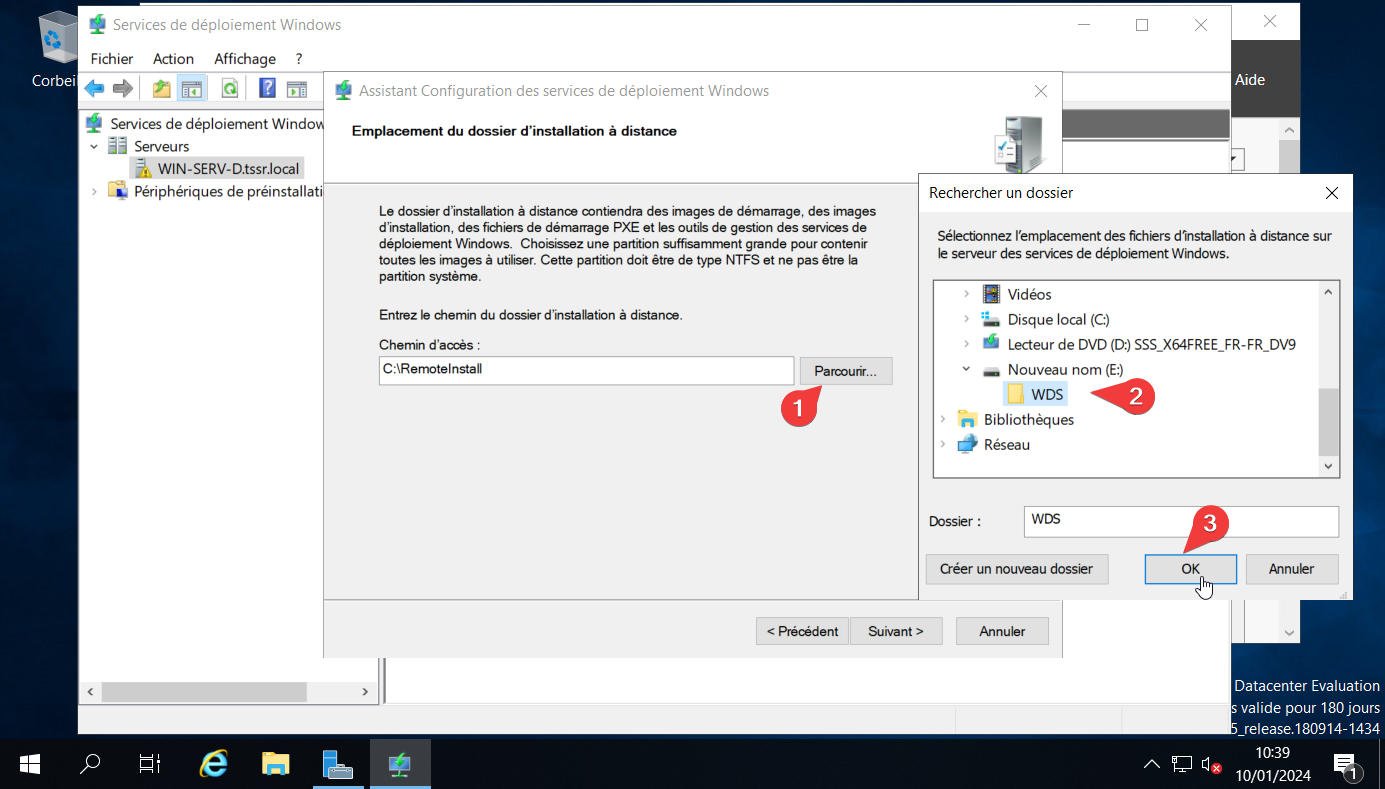 Corbei
Services de déploiement Windows
Fichier Action Affichage ?
Aide
Services de déploiement Window
Serveurs
WIN-SERV-D.tssr.local
Périphériques de préinstallati
Assistant Configuration des services de déploiement Windows
Emplacement du dossier d'installation à distance
Le dossier d'installation à distance contiendra des images de démarrage, des images
d'installation, des fichiers de démarrage PXE et les outils de gestion des services de
déploiement Windows. Choisissez une partition suffisamment grande pour contenir
toutes les images à utiliser. Cette partition doit être de type NTFS et ne pas être la
partition système.
Entrez le chemin du dossier d'installation à distance.
Chemin d'accès :
C:\RemoteInstall
Parcourir...
1
< Précédent
Suivant >
Annuler
Rechercher un dossier
Sélectionnez l'emplacement des fichiers d'installation à distance sur
le serveur des services de déploiement Windows.
Vidéos
Disque local (C:)
Lecteur de DVD (D:) SSS_X64FREE_FR-FR_DV9
Nouveau nom (E:)
WDS
2
Bibliothèques
Réseau
Dossier :
WDS
3
Créer un nouveau dossier
OK
Annuler
Datacenter Evaluation
s valide pour 180 jours
5_release.180914-1434
10:39
10/01/2024
1